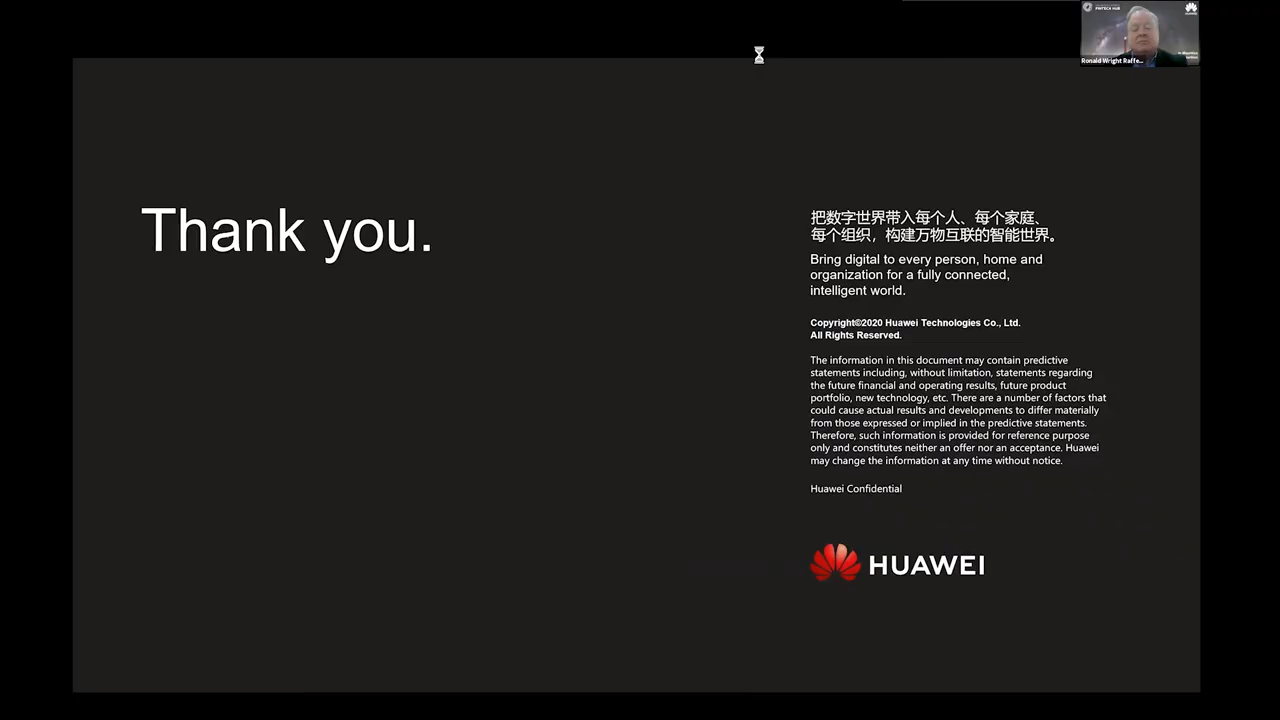 FINTECH HUB
HUAWEI
Ronald Wright Raffe...
Thank you.
把数字世界带入每个人、每个家庭、
每个组织，构建万物互联的智能世界。
Bring digital to every person, home and
organization for a fully connected,
intelligent world.
Copyright©2020 Huawei Technologies Co., Ltd.
All Rights Reserved.
The information in this document may contain predictive
statements including, without limitation, statements regarding
the future financial and operating results, future product
portfolio, new technology, etc. There are a number of factors that
could cause actual results and developments to differ materially
from those expressed or implied in the predictive statements.
Therefore, such information is provided for reference purpose
only and constitutes neither an offer nor an acceptance. Huawei
may change the information at any time without notice.
Huawei Confidential
HUAWEI